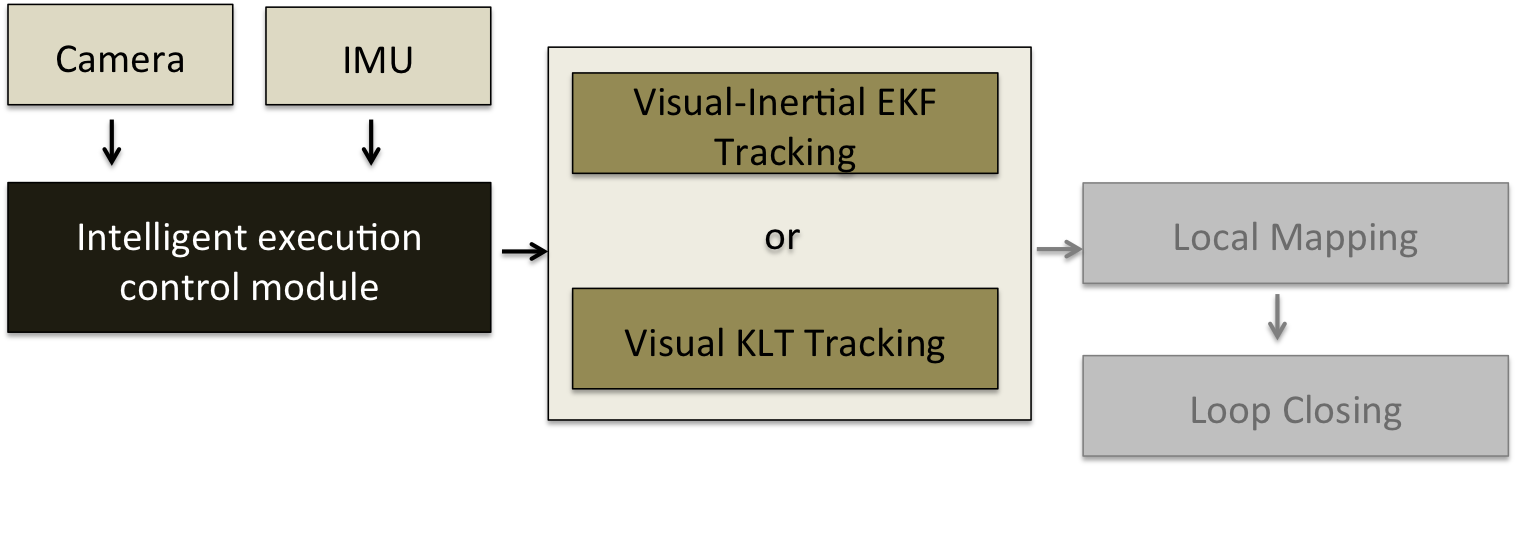 Camera
IMU
Intelligent execution
control module
Visual-Inertial EKF
Tracking
or
Visual KLT Tracking
Local Mapping
Loop Closing